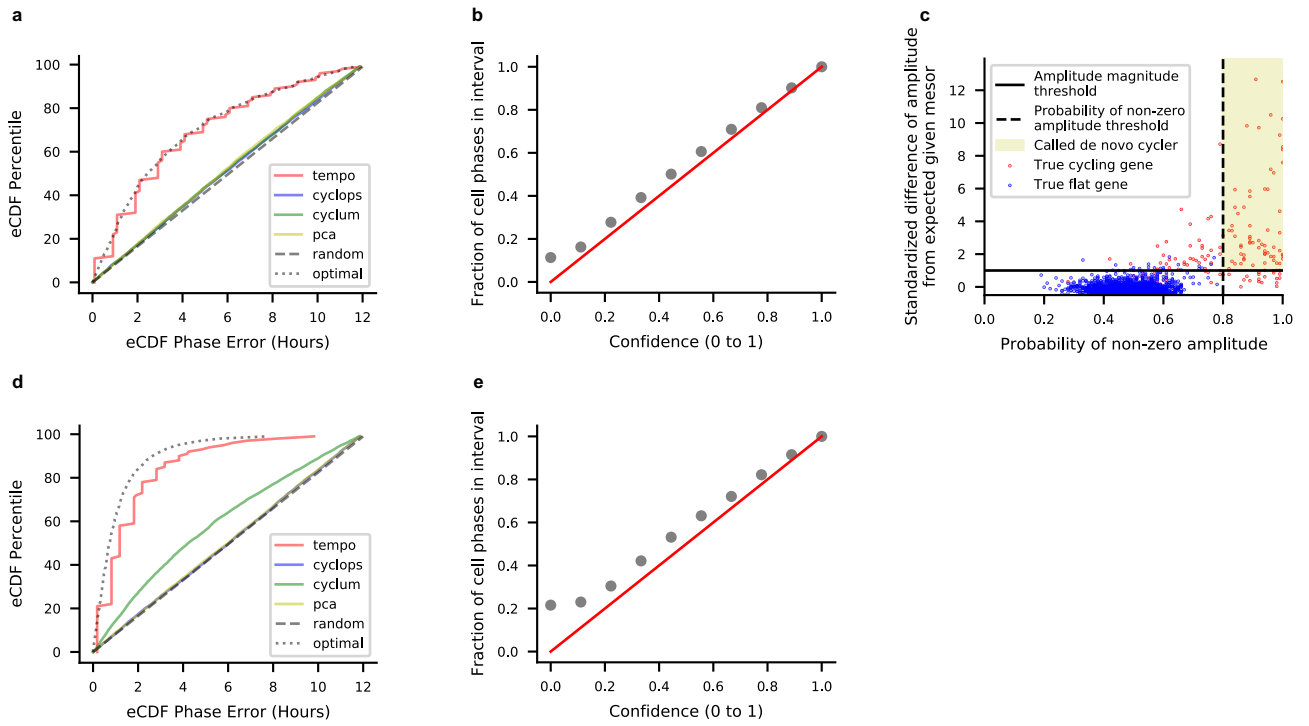 a
eCDF Percentile
100
80
60
40
20
0
0 2 4 6 8 10 12
eCDF Phase Error (Hours)
tempo
cyclops
cyclum
pca
random
optimal
b
Fraction of cell phases in interval
1.0
0.8
0.6
0.4
0.2
0.0
0.0 0.2 0.4 0.6 0.8 1.0
Confidence (0 to 1)
c
Standardized difference of amplitude
from expected given mesor
12
10
8
6
4
2
0
0.0 0.2 0.4 0.6 0.8 1.0
Probability of non-zero amplitude
Amplitude magnitude
threshold
Probability of non-zero
amplitude threshold
Called de novo cycler
True cycling gene
True flat gene
d
eCDF Percentile
100
80
60
40
20
0
0 2 4 6 8 10 12
eCDF Phase Error (Hours)
tempo
cyclops
cyclum
pca
random
optimal
e
Fraction of cell phases in interval
1.0
0.8
0.6
0.4
0.2
0.0
0.0 0.2 0.4 0.6 0.8 1.0
Confidence (0 to 1)